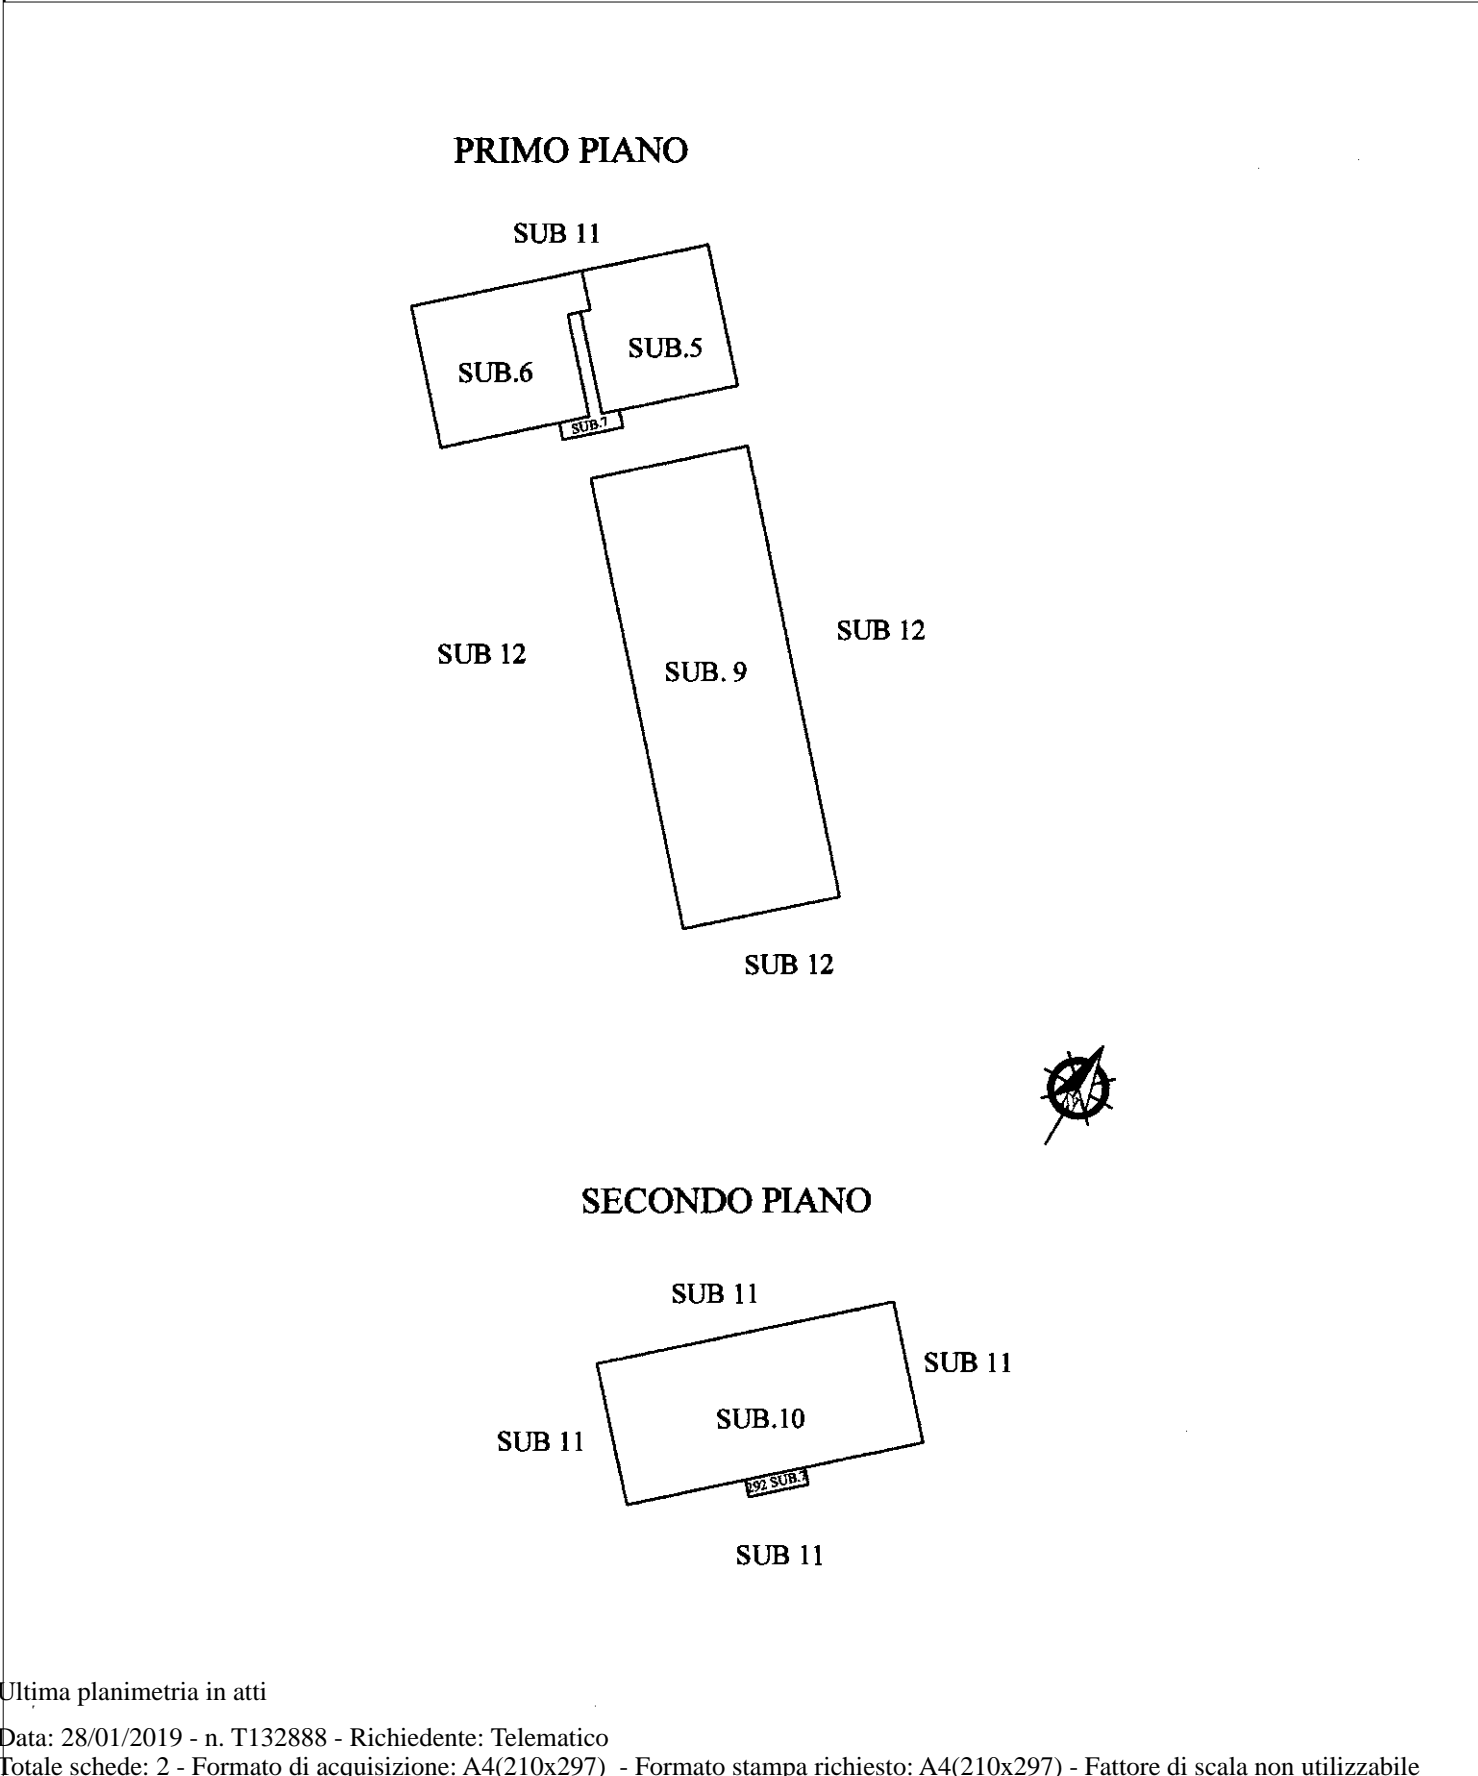 PRIMO PIANO
SUB 11
SUB.5
SUB.6
SUB.7
SUB 12
SUB 12
SUB. 9
SUB 12
SECONDO PIANO
SUB 11
SUB 11
SUB.10
SUB 11
292 SUB.7
SUB 11
Ultima planimetria in atti
Data: 28/01/2019 - n. T132888 - Richiedente: Telematico
Totale schede: 2 - Formato di acquisizione: A4(210x297) - Formato stampa richiesto: A4(210x297) - Fattore di scala non utilizzabile